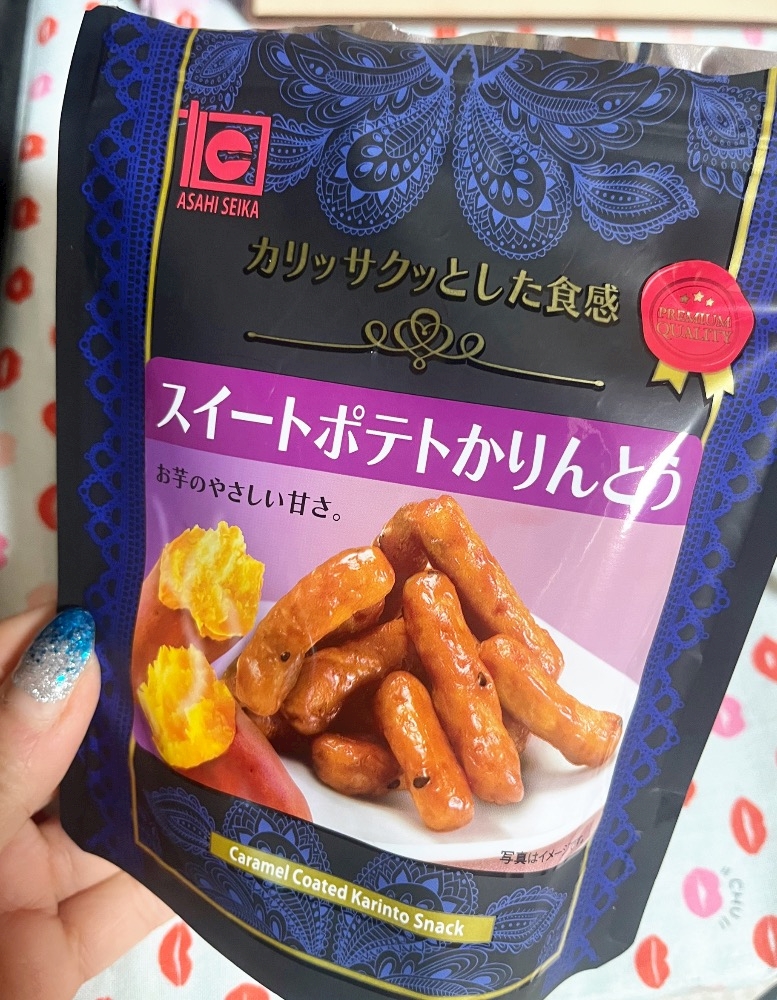 ASAHI SEIKA
カリッサクッとした食感
PREMIUM
QUALITY
スイートポテトかりんとう
お芋のやさしい甘さ。
写真はイメージです。
Caramel Coated Karinto Snack
CHU